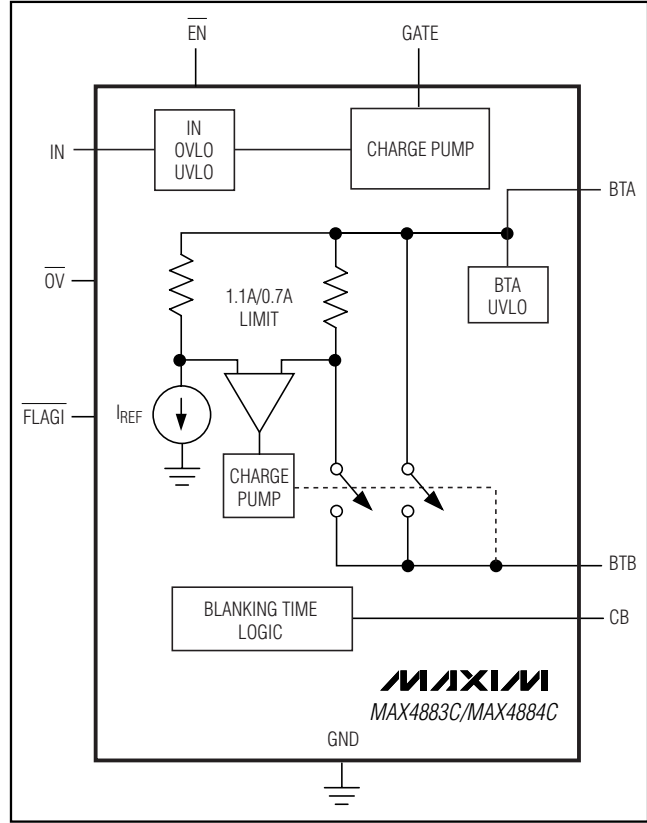 EN
GATE
IN
IN
OVLO
UVLO
CHARGE PUMP
BTA
OV
1.1A/0.7A
LIMIT
BTA
UVLO
FLAGI
IREF
CHARGE
PUMP
BTB
BLANKING TIME
LOGIC
CB
MAXIM
MAX4883C/MAX4884C
GND